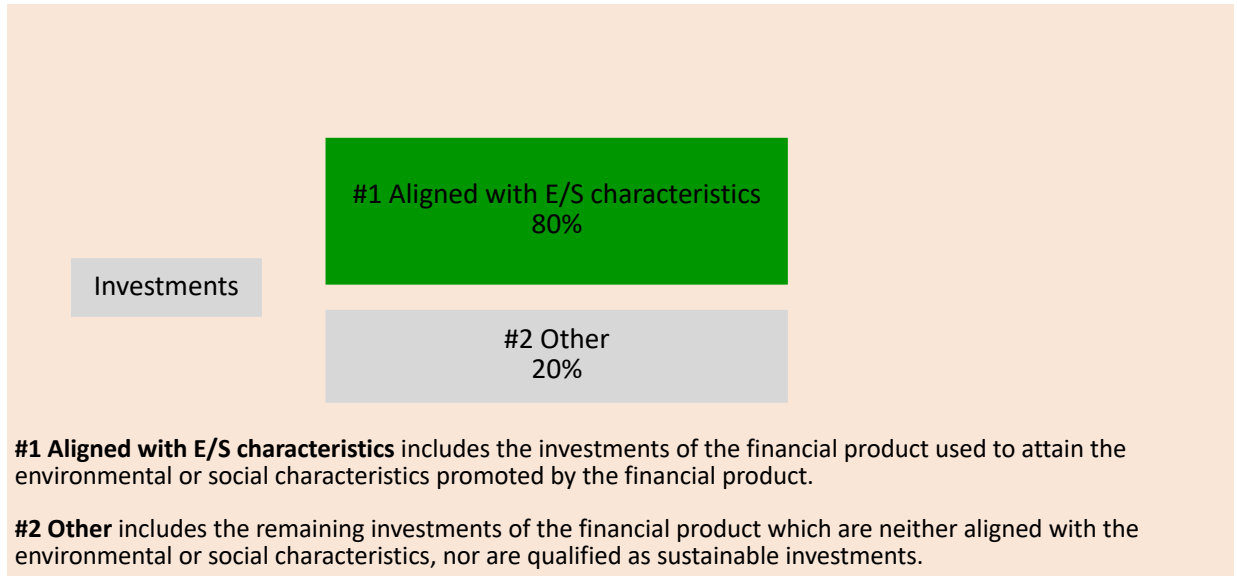 #1 Aligned with E/S characteristics
80%
Investments
#2 Other
20%
#1 Aligned with E/S characteristics includes the investments of the financial product used to attain the
environmental or social characteristics promoted by the financial product.
#2 Other includes the remaining investments of the financial product which are neither aligned with the
environmental or social characteristics, nor are qualified as sustainable investments.